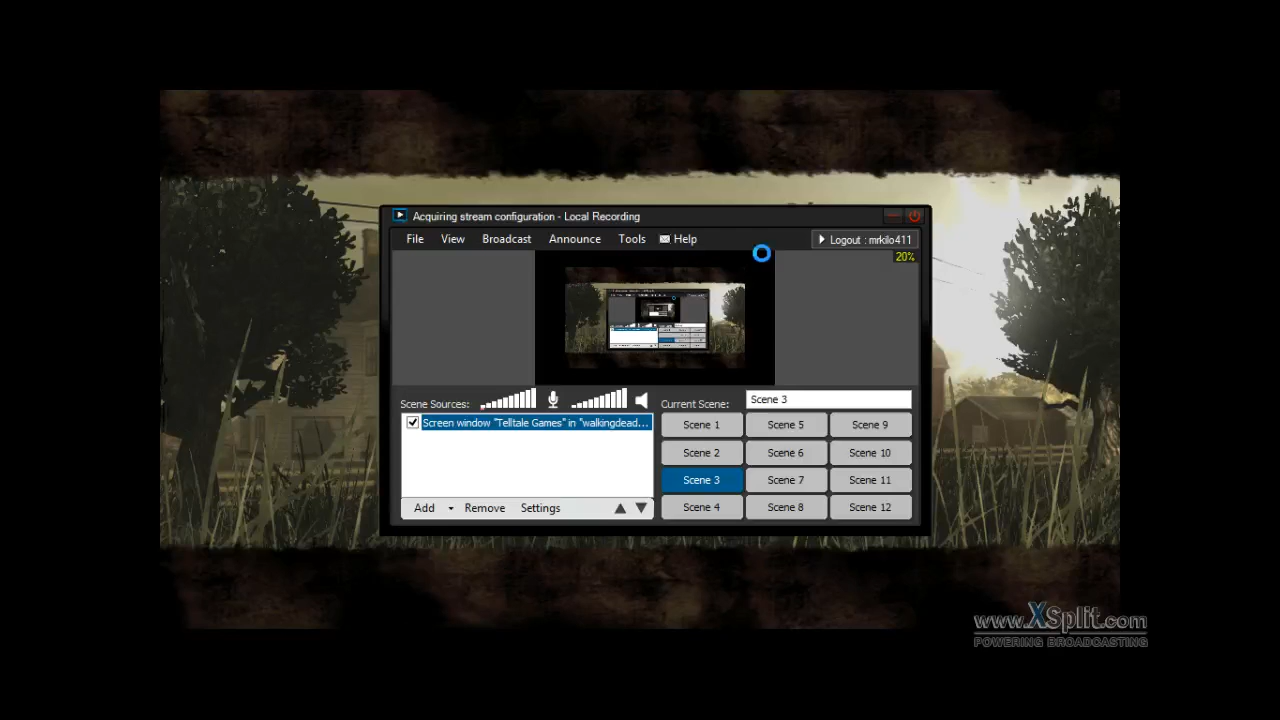 Acquiring stream configuration - Local Recording
File View Broadcast Announce Tools Help Logout : mrkilo411
20%
Scene Sources: Current Scene: Scene 3
Screen window "Telltale Games" in "walkingdead...
Scene 1 Scene 5 Scene 9
Scene 2 Scene 6 Scene 10
Scene 3 Scene 7 Scene 11
Scene 4 Scene 8 Scene 12
Add Remove Settings
www.XSplit.com
POWERING BROADCASTING